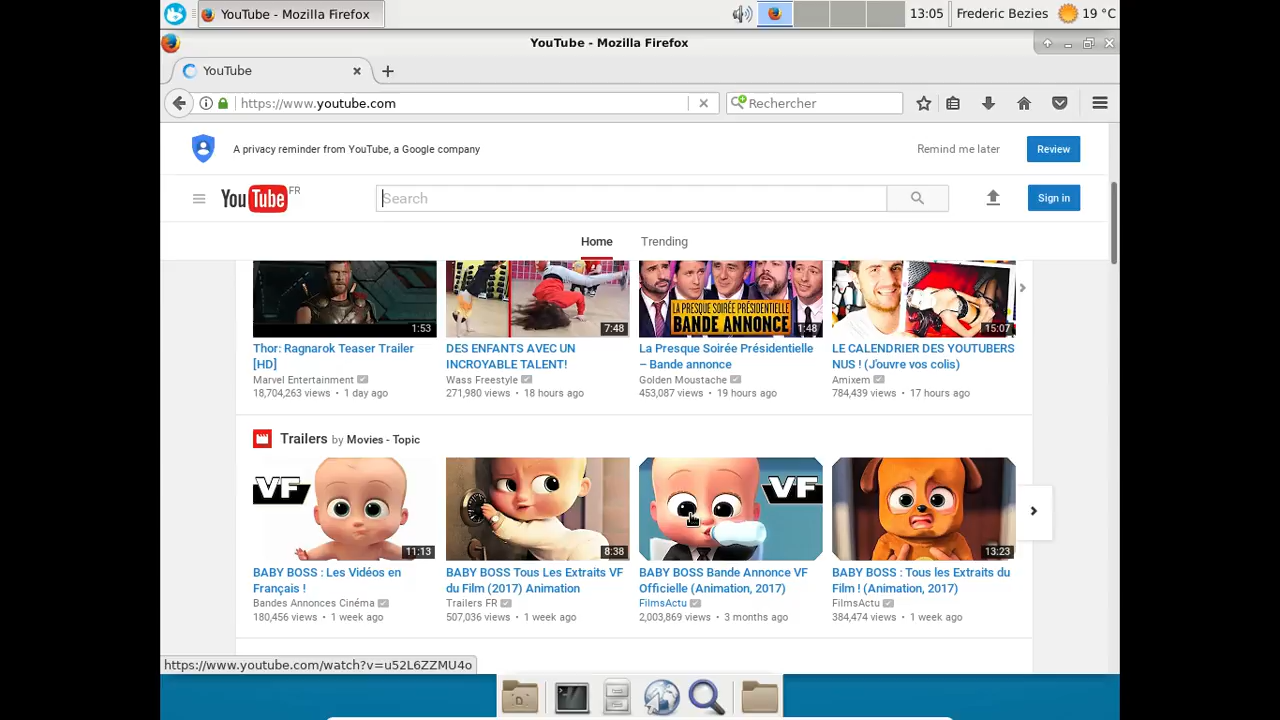 YouTube - Mozilla Firefox
13:05
Frederic Bezies
19 °C
YouTube - Mozilla Firefox
YouTube
https://www.youtube.com
Rechercher
A privacy reminder from YouTube, a Google company
Remind me later
Review
YouTube FR
Search
Sign in
Home
Trending
LA PRESQUE SOIRÉE PRÉSIDENTIELLE
BANDE ANNONCE
1:53
7:48
1:48
15:07
Thor: Ragnarok Teaser Trailer
[HD]
Marvel Entertainment
18,704,263 views • 1 day ago
DES ENFANTS AVEC UN
INCROYABLE TALENT!
Wass Freestyle
271,980 views • 18 hours ago
La Presque Soirée Présidentielle
– Bande annonce
Golden Moustache
453,087 views • 19 hours ago
LE CALENDRIER DES YOUTUBERS
NUS ! (J'ouvre vos colis)
Amixem
784,439 views • 17 hours ago
Trailers by Movies - Topic
VF
VF
11:13
8:38
13:23
BABY BOSS : Les Vidéos en
Français !
Bandes Annonces Cinéma
180,456 views • 1 week ago
BABY BOSS Tous Les Extraits VF
du Film (2017) Animation
Trailers FR
507,036 views • 1 week ago
BABY BOSS Bande Annonce VF
Officielle (Animation, 2017)
FilmsActu
2,003,869 views • 3 months ago
BABY BOSS : Tous les Extraits du
Film ! (Animation, 2017)
FilmsActu
384,474 views • 1 week ago
https://www.youtube.com/watch?v=u52L6ZZMU4o